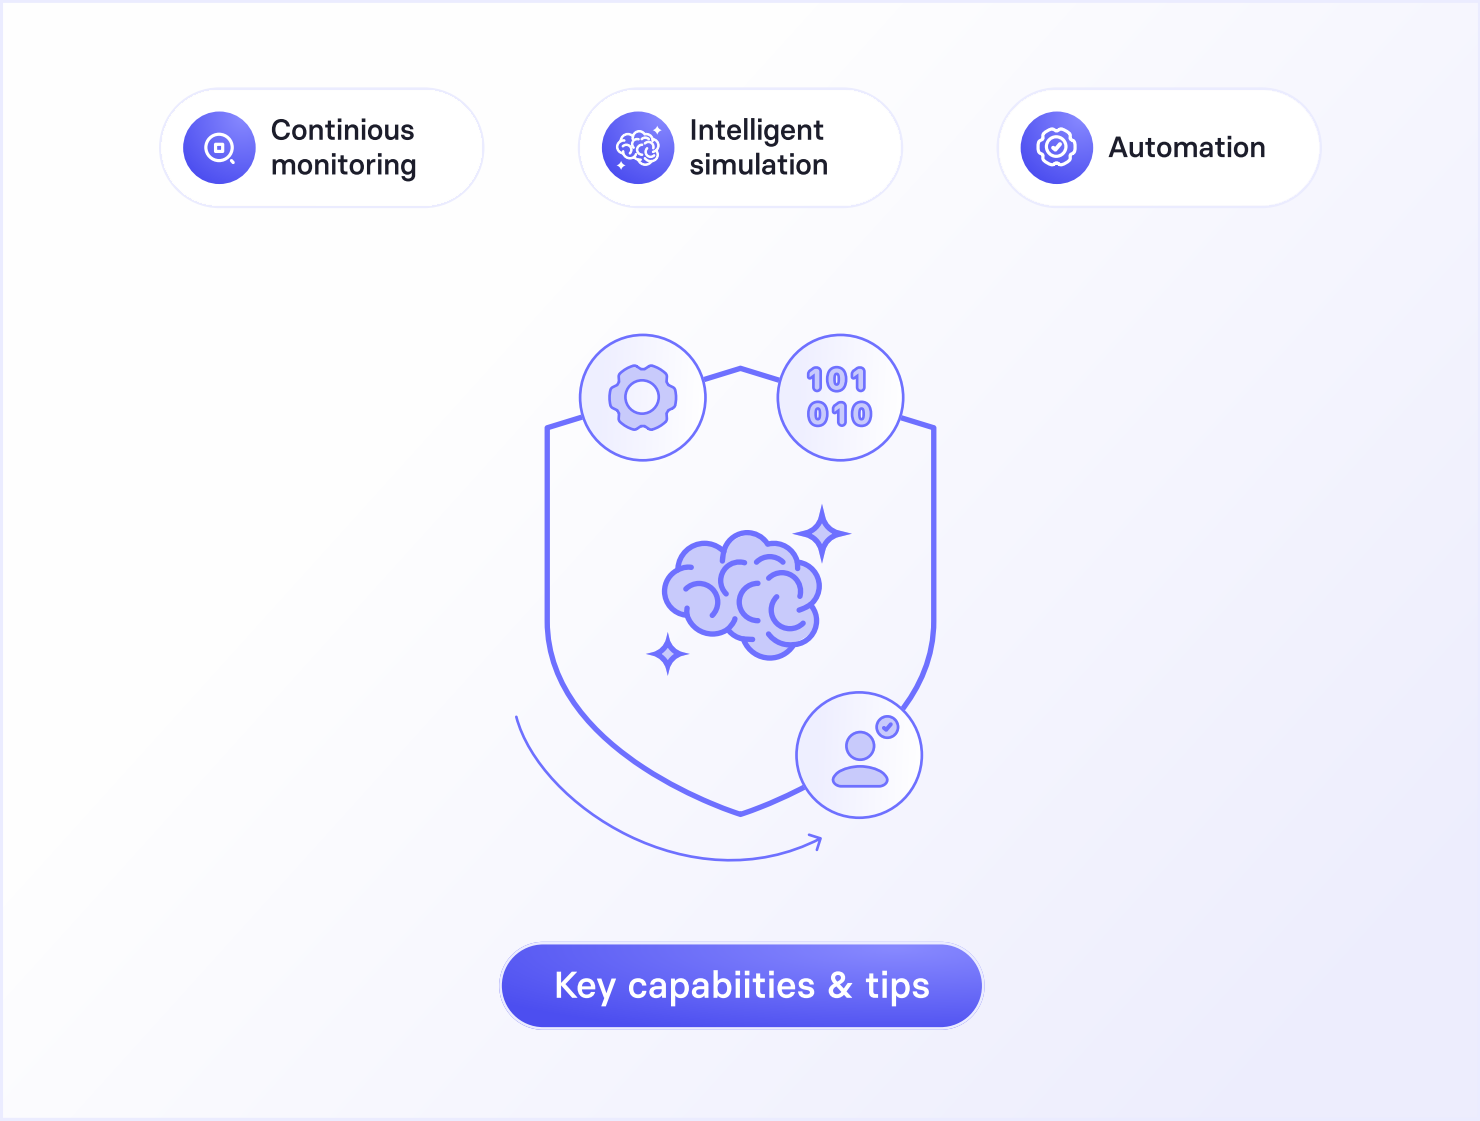 Continious
monitoring
Intelligent
simulation
Automation
101
010
Key capabiities & tips